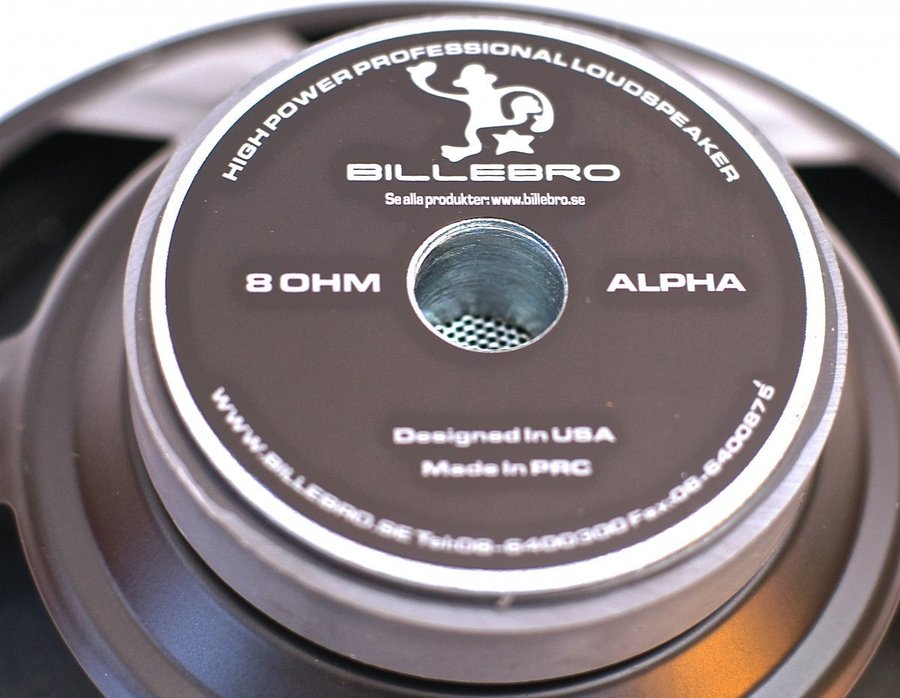 HIGH POWER PROFESSIONAL LOUDSPEAKER
BILLEBRO
Se alla produkter: www.billebro.se
8 OHM
ALPHA
Designed In USA
Made In PRC
WWW.BILLEBRO.SE Tel:08-6400300 Fax:08-6400875